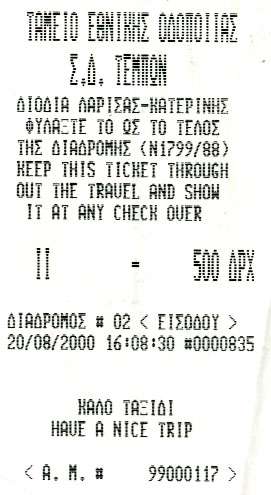 ΤΑΜΕΙΟ ΕΘΝΙΚΗΣ ΟΔΟΠΟΙΙΑΣ
Σ.Δ. ΤΕΜΠΩΝ
ΔΙΟΔΙΑ ΛΑΡΙΣΑΣ-ΚΑΤΕΡΙΝΗΣ
ΦΥΛΑΞΤΕ ΤΟ ΩΣ ΤΟ ΤΕΛΟΣ
ΤΗΣ ΔΙΑΔΡΟΜΗΣ (Ν1799/88)
KEEP THIS TICKET THROUGH
OUT THE TRAVEL AND SHOW
IT AT ANY CHECK OVER
II = 500 ΔΡΧ
ΔΙΑΔΡΟΜΟΣ # 02 < ΕΙΣΟΔΟΥ >
20/08/2000 16:08:30 #0000835
ΚΑΛΟ ΤΑΞΙΔΙ
HAVE A NICE TRIP
< Α. Μ. # 99000117 >